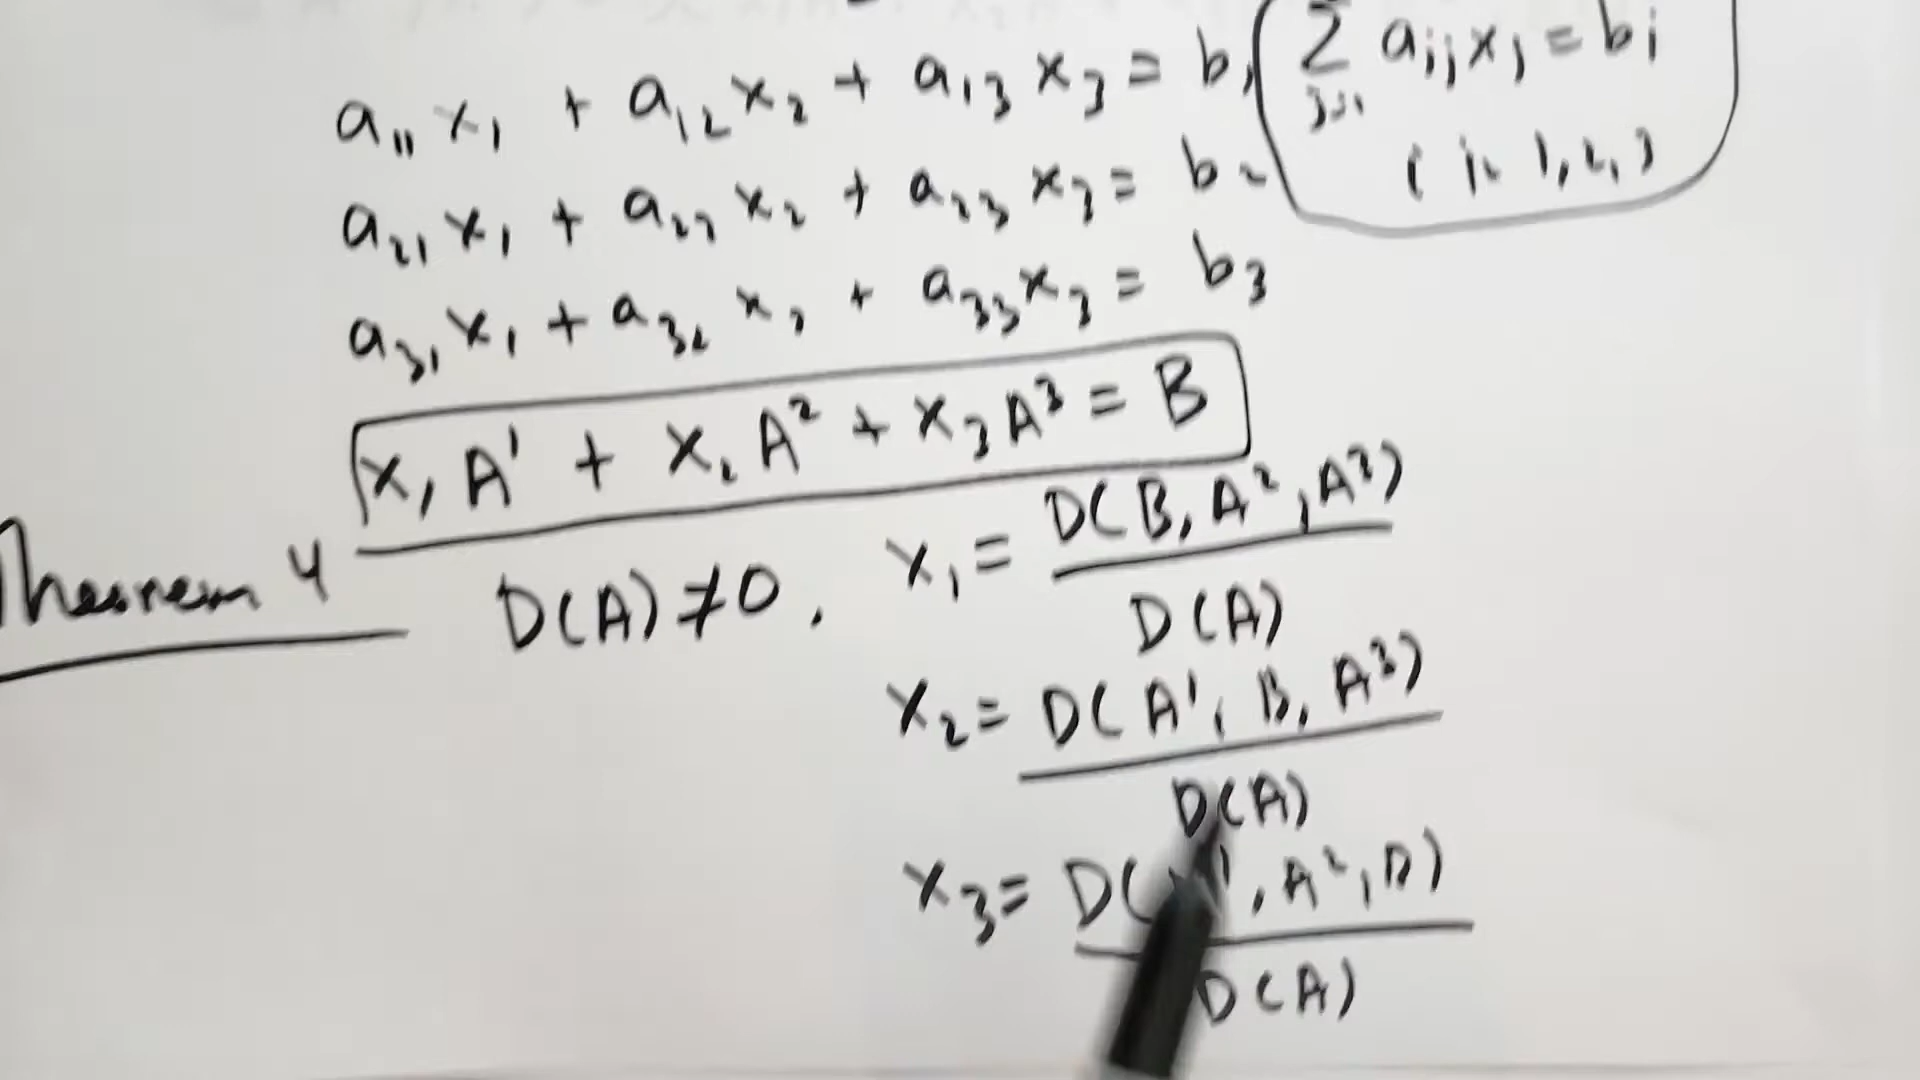 a₁₁x₁ + a₁₂x₂ + a₁₃x₃ = b₁
a₂₁x₁ + a₂₂x₂ + a₂₃x₃ = b₂
a₃₁x₁ + a₃₂x₂ + a₃₃x₃ = b₃
∑ aᵢⱼxⱼ = bᵢ
j=1
( i = 1, 2, 3
x₁A¹ + x₂A² + x₃A³ = B
Theorem 4
D(A) ≠ 0,
x₁ = D(B, A², A³)
D(A)
x₂ = D(A¹, B, A³)
D(A)
x₃ = D(A¹, A², B)
D(A)